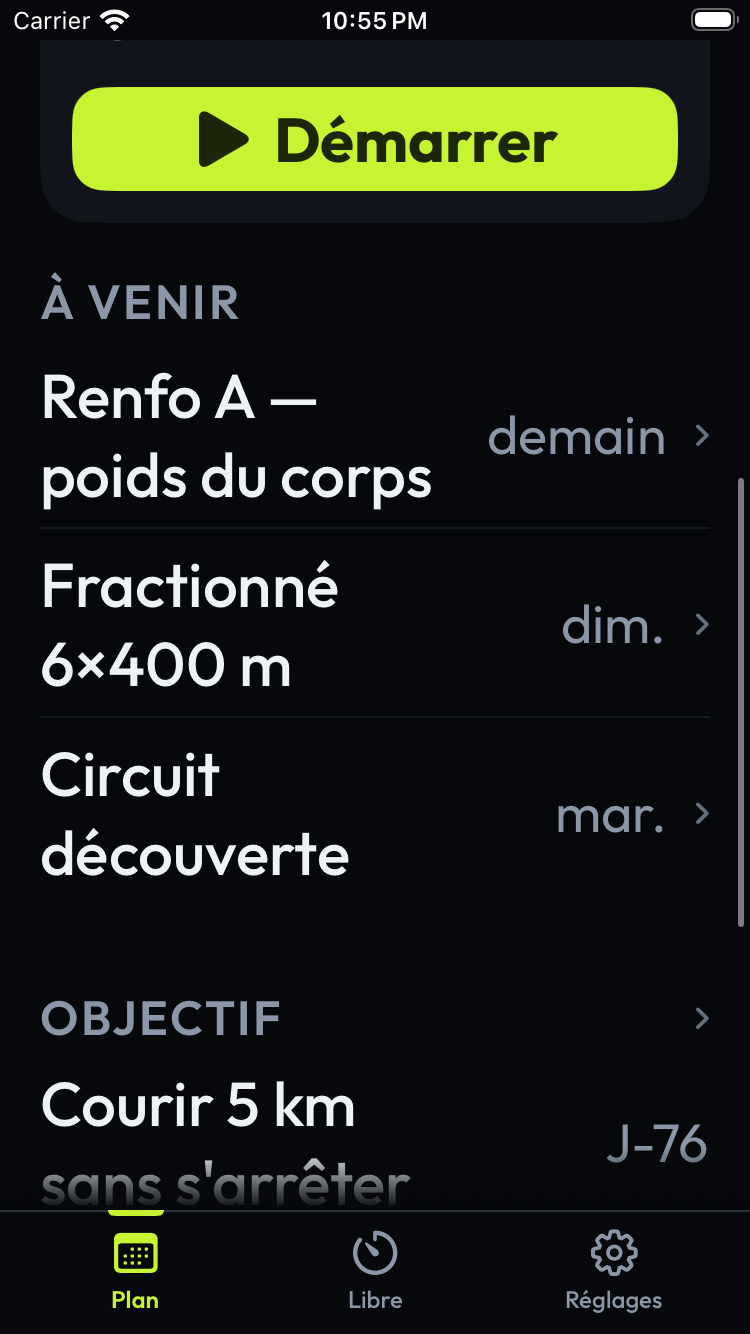 Carrier 10:55 PM
Démarrer
À VENIR
Renfo A —
poids du corps
demain
Fractionné
6×400 m
dim.
Circuit
découverte
mar.
OBJECTIF
Courir 5 km
sans s'arrêter
J-76
Plan
Libre
Réglages